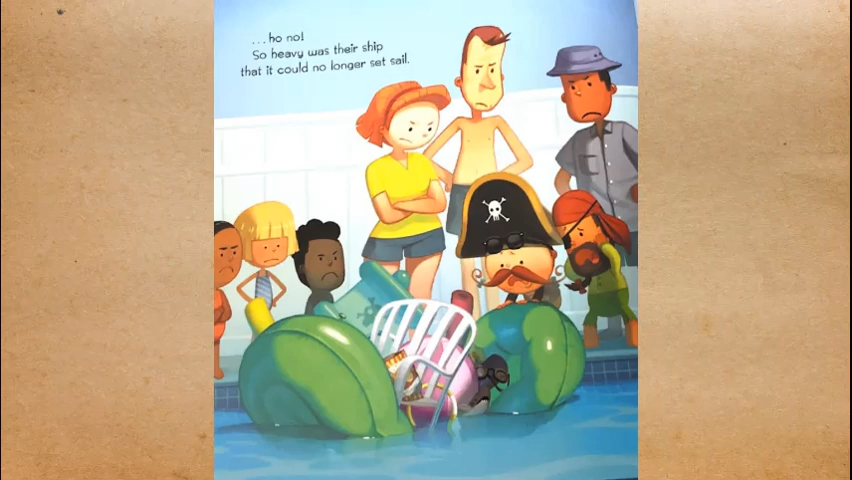 ...ho no!
So heavy was their ship
that it could no longer set sail.